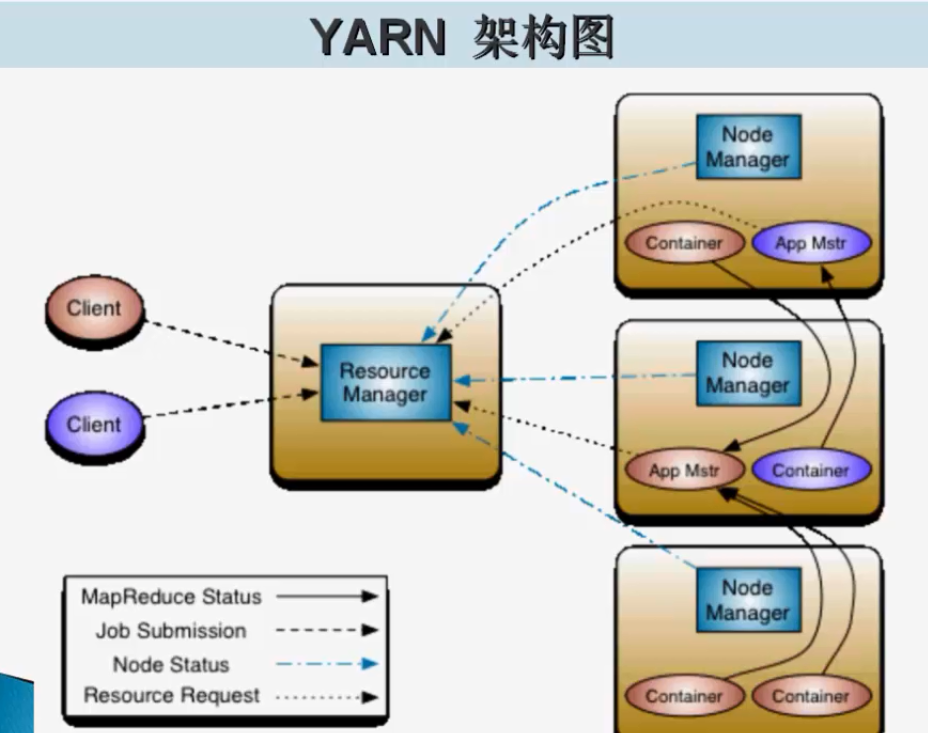 YARN 架构图
Node
Manager
Container
App Mstr
Client
Client
Resource
Manager
Node
Manager
App Mstr
Container
Node
Manager
Container
Container
MapReduce Status
Job Submission
Node Status
Resource Request